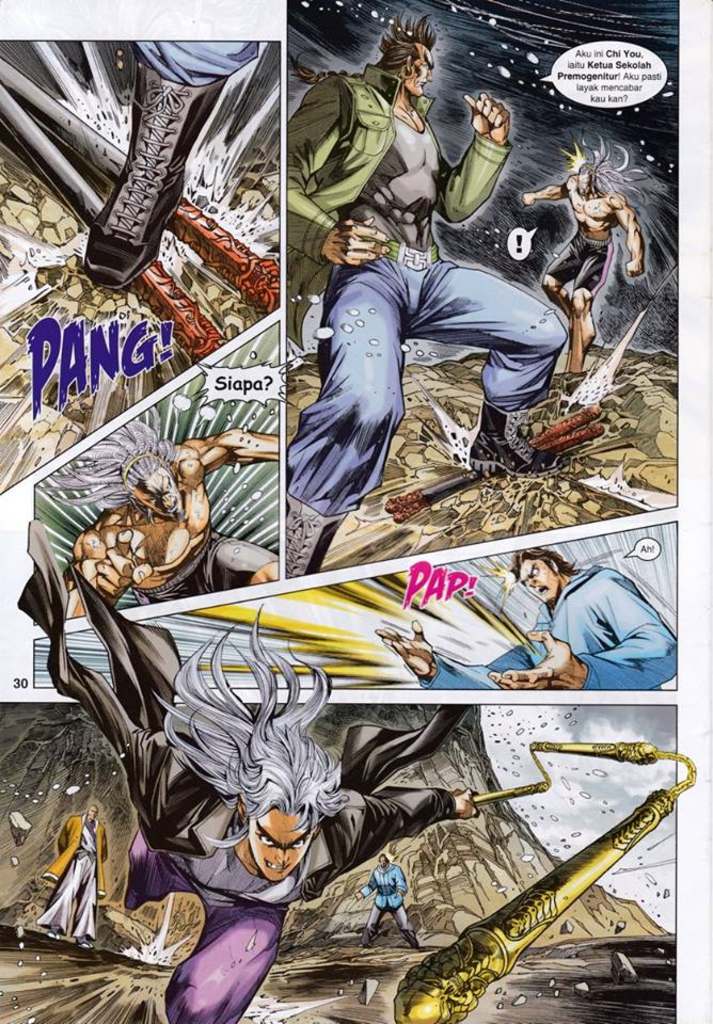 PANG!
Aku ini Chi You,
iaitu Ketua Sekolah
Premogenitur! Aku pasti
layak mencabar
kau kan?
!
Siapa?
PAP!
Ah!
30